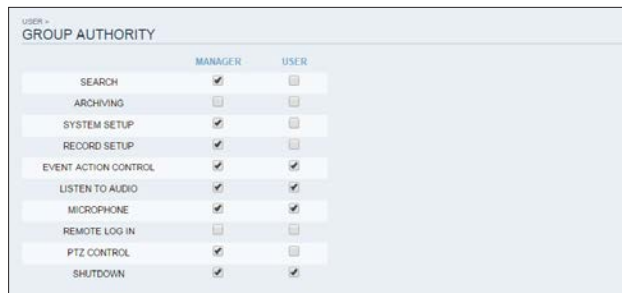 USER >
GROUP AUTHORITY
MANAGER USER
SEARCH
ARCHIVING
SYSTEM SETUP
RECORD SETUP
EVENT ACTION CONTROL
LISTEN TO AUDIO
MICROPHONE
REMOTE LOG IN
PTZ CONTROL
SHUTDOWN